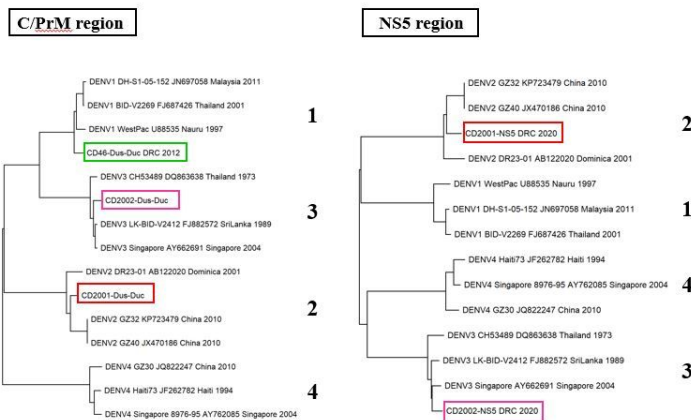 C/PrM region
DENV1 DH-S1-05-152 JN697058 Malaysia 2011
DENV1 BID-V2269 FJ687426 Thailand 2001
DENV1 WestPac U88535 Nauru 1997
CD46-Dus-Duc DRC 2012
1
DENV3 CH53489 DQ863638 Thailand 1973
CD2002-Dus-Duc
DENV3 LK-BID-V2412 FJ882572 SriLanka 1989
DENV3 Singapore AY662691 Singapore 2004
3
DENV2 DR23-01 AB122020 Dominica 2001
CD2001-Dus-Duc
DENV2 GZ32 KP723479 China 2010
DENV2 GZ40 JX470186 China 2010
2
DENV4 GZ30 JQ822247 China 2010
DENV4 Haiti73 JF262782 Haiti 1994
DENV4 Singapore 8976-95 AY762085 Singapore 2004
4
NS5 region
DENV2 GZ32 KP723479 China 2010
DENV2 GZ40 JX470186 China 2010
CD2001-NS5 DRC 2020
DENV2 DR23-01 AB122020 Dominica 2001
2
DENV1 WestPac U88535 Nauru 1997
DENV1 DH-S1-05-152 JN697058 Malaysia 2011
DENV1 BID-V2269 FJ687426 Thailand 2001
1
DENV4 Haiti73 JF262782 Haiti 1994
DENV4 Singapore 8976-95 AY762085 Singapore 2004
DENV4 GZ30 JQ822247 China 2010
4
DENV3 CH53489 DQ863638 Thailand 1973
DENV3 LK-BID-V2412 FJ882572 SriLanka 1989
DENV3 Singapore AY662691 Singapore 2004
CD2002-NS5 DRC 2020
3